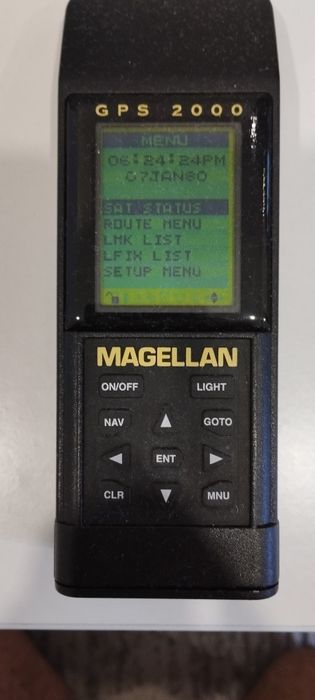 GPS 2000
MENU
06:24:24PM
07JAN80
SAT STATUS
ROUTE MENU
LMK LIST
LFIX LIST
SETUP MENU
MAGELLAN
ON/OFF LIGHT
NAV GOTO
ENT
CLR MNU